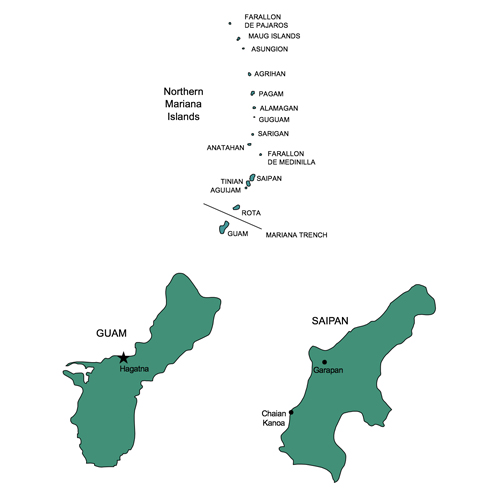 FARALLON
DE PAJAROS
MAUG ISLANDS
ASUNGION
AGRIHAN
Northern
Mariana
Islands
PAGAM
ALAMAGAN
GUGUAM
SARIGAN
ANATAHAN
FARALLON
DE MEDINILLA
TINIAN
SAIPAN
AGUIJAM
ROTA
GUAM
MARIANA TRENCH
GUAM
Hagatna
SAIPAN
Garapan
Chaian
Kanoa